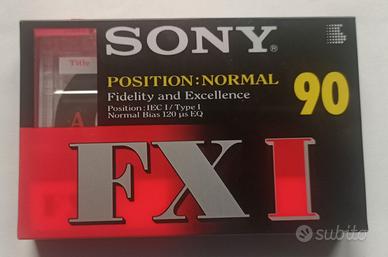 SONY®
Title
POSITION:NORMAL
Fidelity and Excellence
Position:IEC I/Type I
Normal Bias 120 µs EQ
90
A
FX I
subito